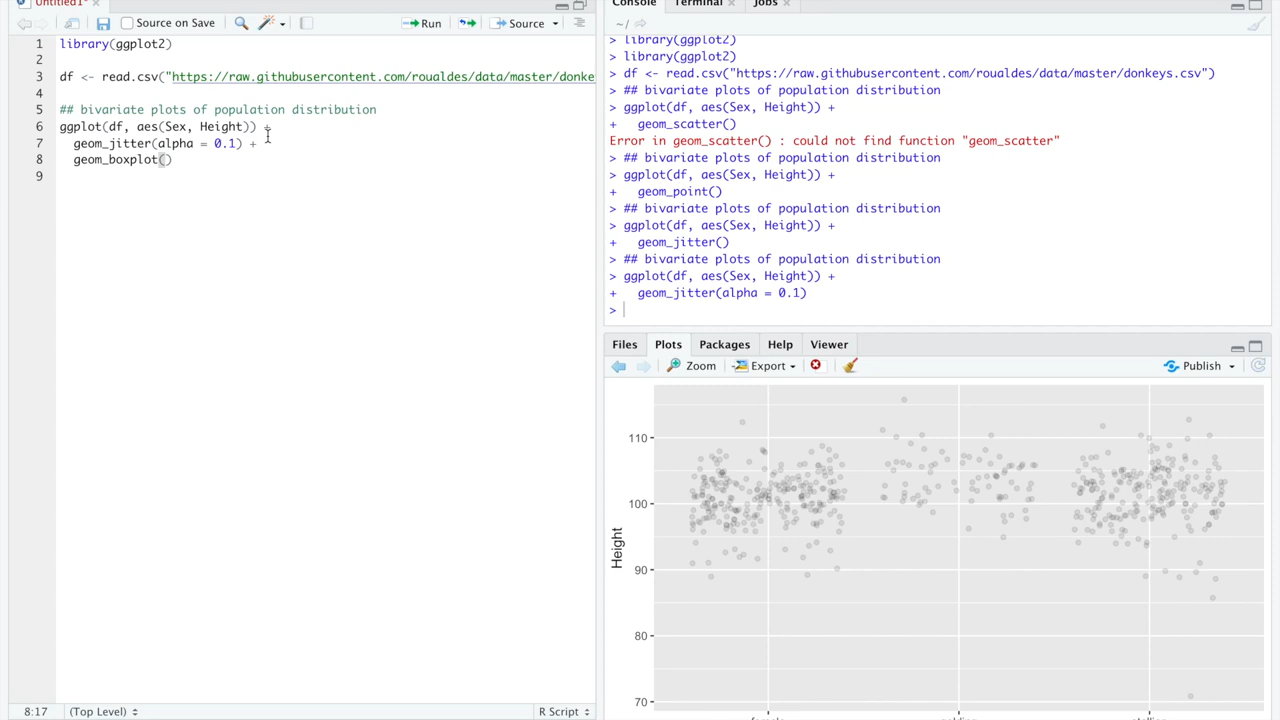 Untitled1*
Source on Save
Run
Source
1 library(ggplot2)
2
3 df <- read.csv("https://raw.githubusercontent.com/roualdes/data/master/donke
4
5 ## bivariate plots of population distribution
6 ggplot(df, aes(Sex, Height)) +
7 geom_jitter(alpha = 0.1) +
8 geom_boxplot()
9
8:17 (Top Level) R Script
Console Terminal Jobs
~/
> library(ggplot2)
> library(ggplot2)
> df <- read.csv("https://raw.githubusercontent.com/roualdes/data/master/donkeys.csv")
> ## bivariate plots of population distribution
> ggplot(df, aes(Sex, Height)) +
+ geom_scatter()
Error in geom_scatter() : could not find function "geom_scatter"
> ## bivariate plots of population distribution
> ggplot(df, aes(Sex, Height)) +
+ geom_point()
> ## bivariate plots of population distribution
> ggplot(df, aes(Sex, Height)) +
+ geom_jitter()
> ## bivariate plots of population distribution
> ggplot(df, aes(Sex, Height)) +
+ geom_jitter(alpha = 0.1)
>
Files Plots Packages Help Viewer
Zoom Export Publish
110
100
90
80
70
Height